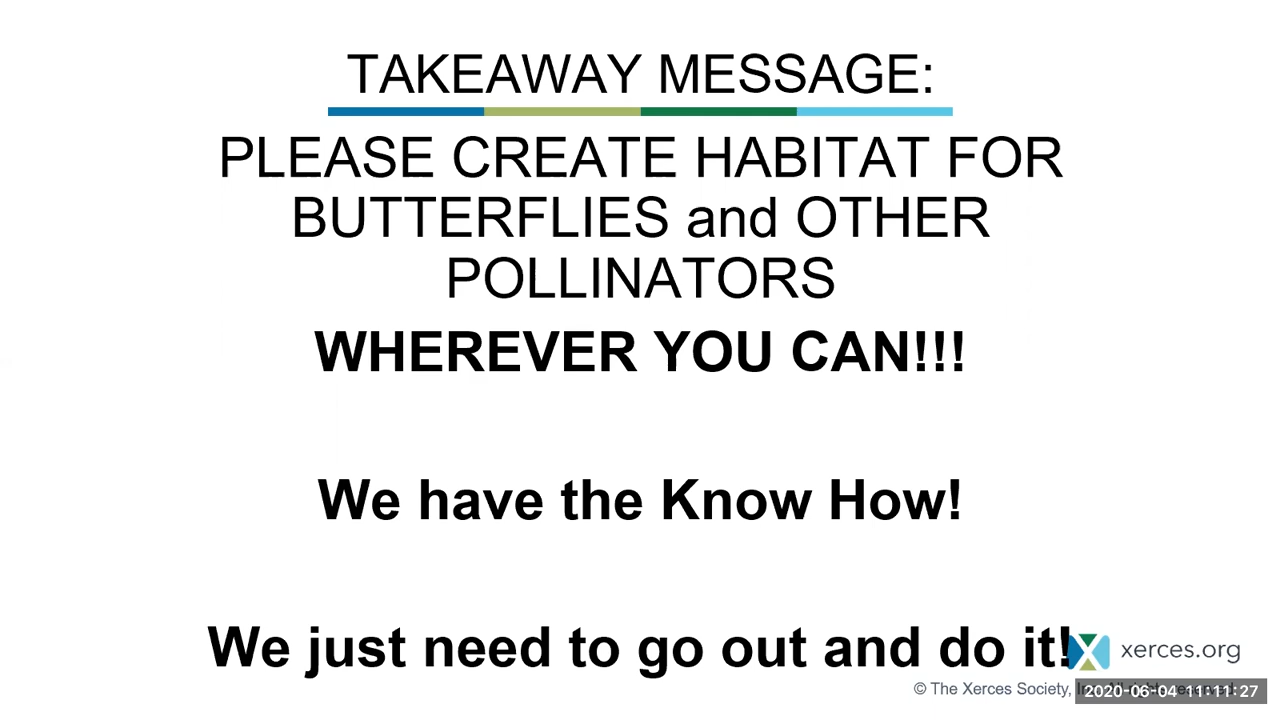 TAKEAWAY MESSAGE:
PLEASE CREATE HABITAT FOR
BUTTERFLIES and OTHER
POLLINATORS
WHEREVER YOU CAN!!!
We have the Know How!
We just need to go out and do it!
xerces.org
© The Xerces Society,
2020-06-04 11:11:27